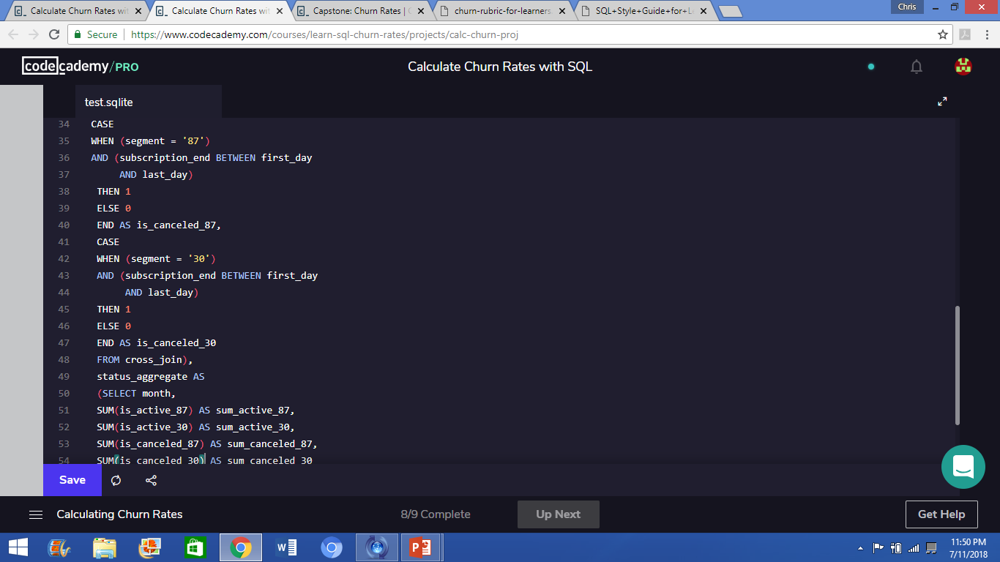 Calculate Churn Rates wit
Calculate Churn Rates wit
Capstone: Churn Rates | C
churn-rubric-for-learners
SQL+Style+Guide+for+L
Chris
Secure https://www.codecademy.com/courses/learn-sql-churn-rates/projects/calc-churn-proj
codecademy/PRO
Calculate Churn Rates with SQL
test.sqlite
34 CASE
35 WHEN (segment = '87')
36 AND (subscription_end BETWEEN first_day
37 AND last_day)
38 THEN 1
39 ELSE 0
40 END AS is_canceled_87,
41 CASE
42 WHEN (segment = '30')
43 AND (subscription_end BETWEEN first_day
44 AND last_day)
45 THEN 1
46 ELSE 0
47 END AS is_canceled_30
48 FROM cross_join),
49 status_aggregate AS
50 (SELECT month,
51 SUM(is_active_87) AS sum_active_87,
52 SUM(is_active_30) AS sum_active_30,
53 SUM(is_canceled_87) AS sum_canceled_87,
54 SUM(is_canceled_30) AS sum_canceled_30
Save
Calculating Churn Rates
8/9 Complete
Up Next
Get Help
11:50 PM
7/11/2018